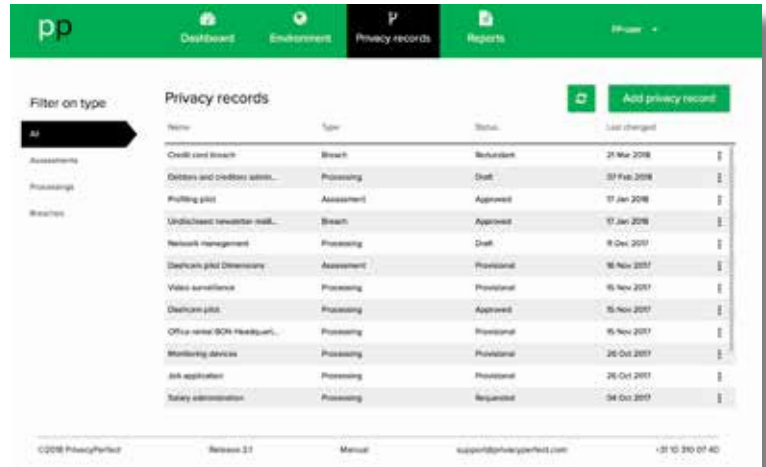 pp
Dashboard Environment Privacy records Reports PP-user
Filter on type
All
Assessments
Processings
Breaches
Privacy records
Add privacy record
Name Type Status Last changed
Credit card breach Breach Redundant 21 Mar 2018
Debtors and creditors admin... Processing Draft 07 Feb 2018
Profiling pilot Assessment Approved 17 Jan 2018
Undisclosed newsletter mail... Breach Approved 17 Jan 2018
Network management Processing Draft 11 Dec 2017
Dashcam pilot Dimensions Assessment Provisional 16 Nov 2017
Video surveillance Processing Provisional 15 Nov 2017
Dashcam pilot Processing Approved 15 Nov 2017
Office rental BON Headquart... Processing Provisional 15 Nov 2017
Monitoring devices Processing Provisional 26 Oct 2017
Job application Processing Provisional 26 Oct 2017
Salary administration Processing Requested 04 Oct 2017
©2018 PrivacyPerfect Release 3.1 Manual support@privacyperfect.com +31 10 310 07 40